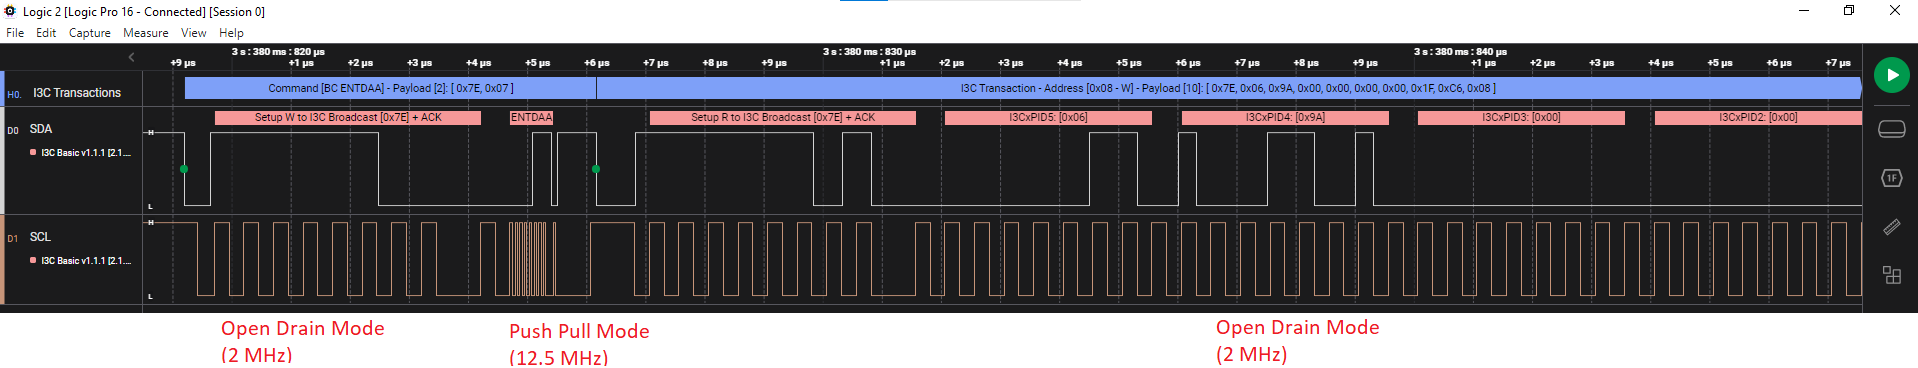 Logic 2 [Logic Pro 16 - Connected] [Session 0]
File Edit Capture Measure View Help
3 s : 380 ms : 820 µs 3 s : 380 ms : 830 µs 3 s : 380 ms : 840 µs
+9 µs +1 µs +2 µs +3 µs +4 µs +5 µs +6 µs +7 µs +8 µs +9 µs +1 µs +2 µs +3 µs +4 µs +5 µs +6 µs +7 µs +8 µs +9 µs +1 µs +2 µs +3 µs +4 µs +5 µs +6 µs +7 µs
H0. I3C Transactions Command [BC ENTDAA] - Payload [2]: [ 0x7E, 0x07 ] I3C Transaction - Address [0x08 - W] - Payload [10]: [ 0x7E, 0x06, 0x9A, 0x00, 0x00, 0x00, 0x00, 0x1F, 0xC6, 0x08 ]
Setup W to I3C Broadcast [0x7E] + ACK ENTDAA Setup R to I3C Broadcast [0x7E] + ACK I3CxPID5: [0x06] I3CxPID4: [0x9A] I3CxPID3: [0x00] I3CxPID2: [0x00]
D0 SDA H
I3C Basic v1.1.1 [2.1....
L
1F
D1 SCL H
I3C Basic v1.1.1 [2.1....
L
Open Drain Mode Push Pull Mode Open Drain Mode
(2 MHz) (12.5 MHz) (2 MHz)